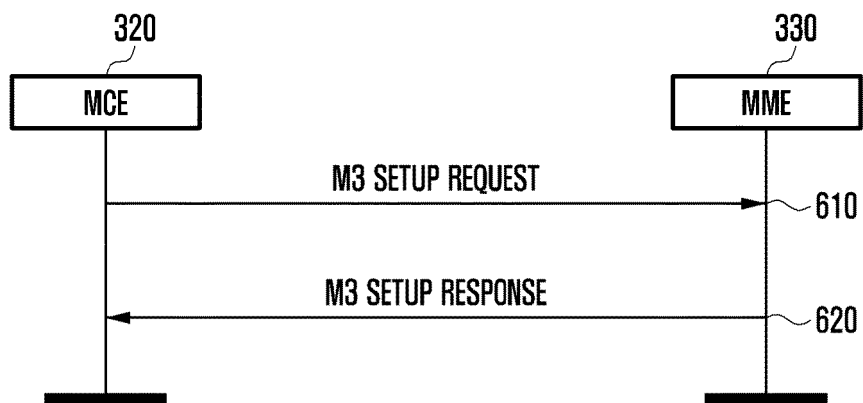 320
330
MCE
MME
M3 SETUP REQUEST
610
M3 SETUP RESPONSE
620